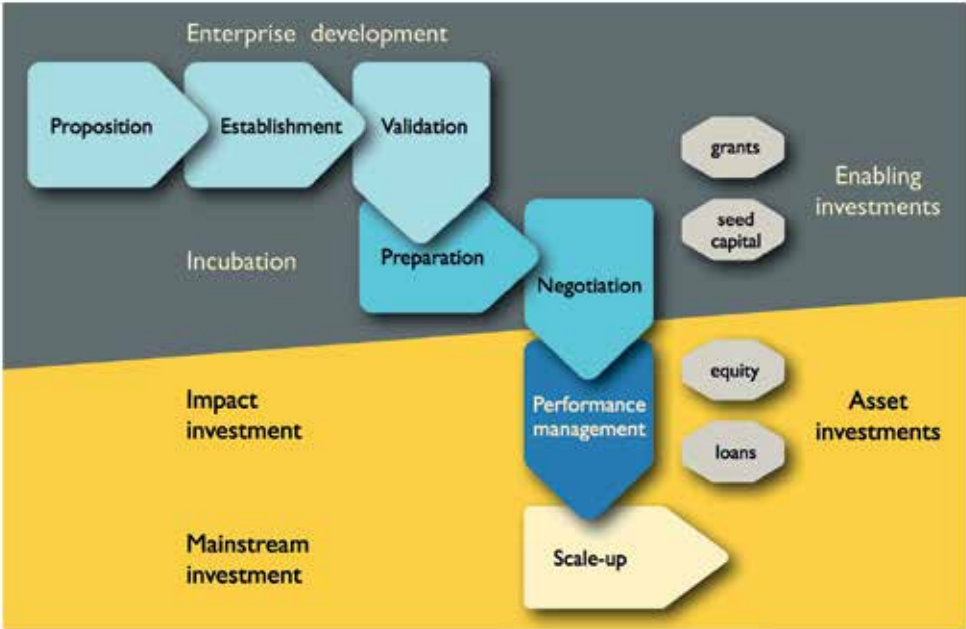 Enterprise development
Proposition
Establishment
Validation
grants
Enabling
investments
seed
capital
Incubation
Preparation
Negotiation
Impact
investment
Performance
management
equity
loans
Asset
investments
Mainstream
investment
Scale-up